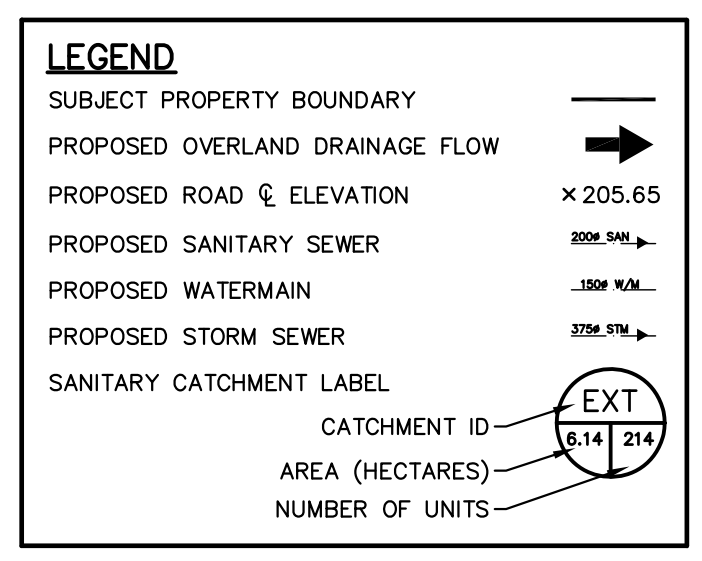 LEGEND
SUBJECT PROPERTY BOUNDARY
PROPOSED OVERLAND DRAINAGE FLOW
PROPOSED ROAD ℄ ELEVATION × 205.65
PROPOSED SANITARY SEWER 200ø SAN
PROPOSED WATERMAIN 150ø W/M
PROPOSED STORM SEWER 375ø STM
SANITARY CATCHMENT LABEL
EXT
CATCHMENT ID
6.14 214
AREA (HECTARES)
NUMBER OF UNITS